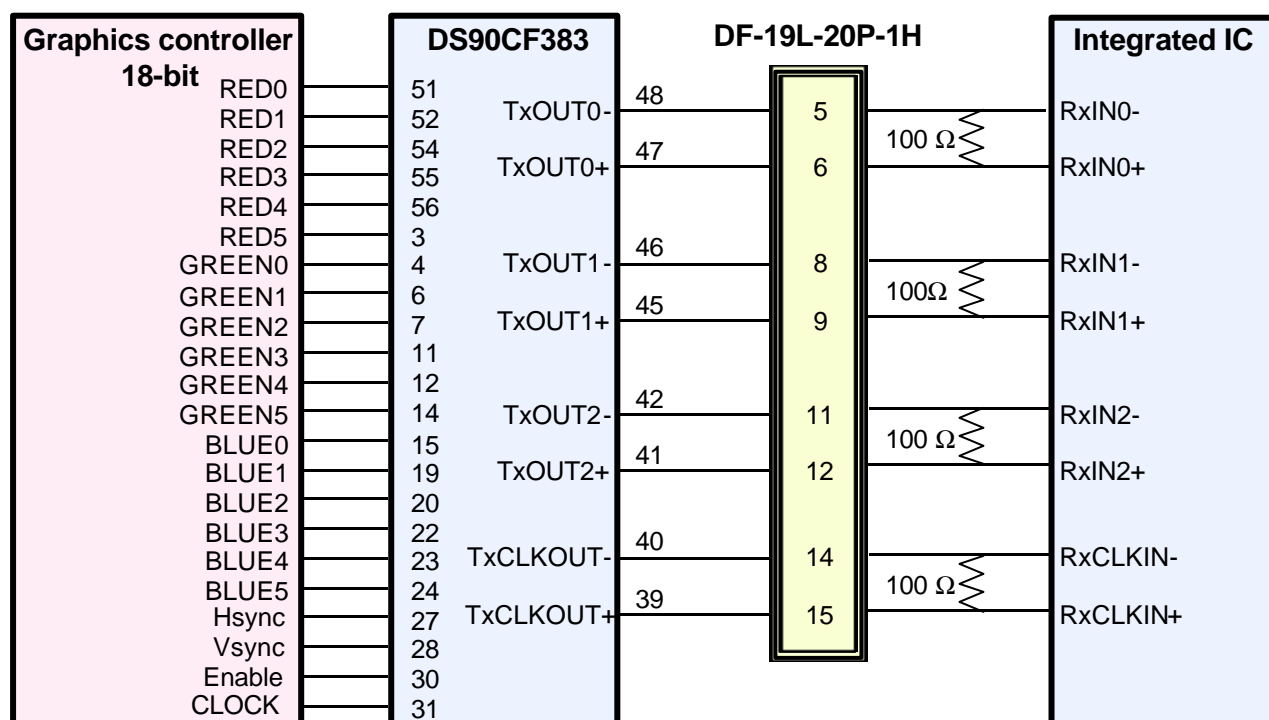 Graphics controller
18-bit
RED0
RED1
RED2
RED3
RED4
RED5
GREEN0
GREEN1
GREEN2
GREEN3
GREEN4
GREEN5
BLUE0
BLUE1
BLUE2
BLUE3
BLUE4
BLUE5
Hsync
Vsync
Enable
CLOCK
DS90CF383
51
52
54
55
56
3
4
6
7
11
12
14
15
19
20
22
23
24
27
28
30
31
TxOUT0-
TxOUT0+
TxOUT1-
TxOUT1+
TxOUT2-
TxOUT2+
TxCLKOUT-
TxCLKOUT+
48
47
46
45
42
41
40
39
DF-19L-20P-1H
5
6
8
9
11
12
14
15
100 Ω
100Ω
100 Ω
100 Ω
Integrated IC
RxIN0-
RxIN0+
RxIN1-
RxIN1+
RxIN2-
RxIN2+
RxCLKIN-
RxCLKIN+